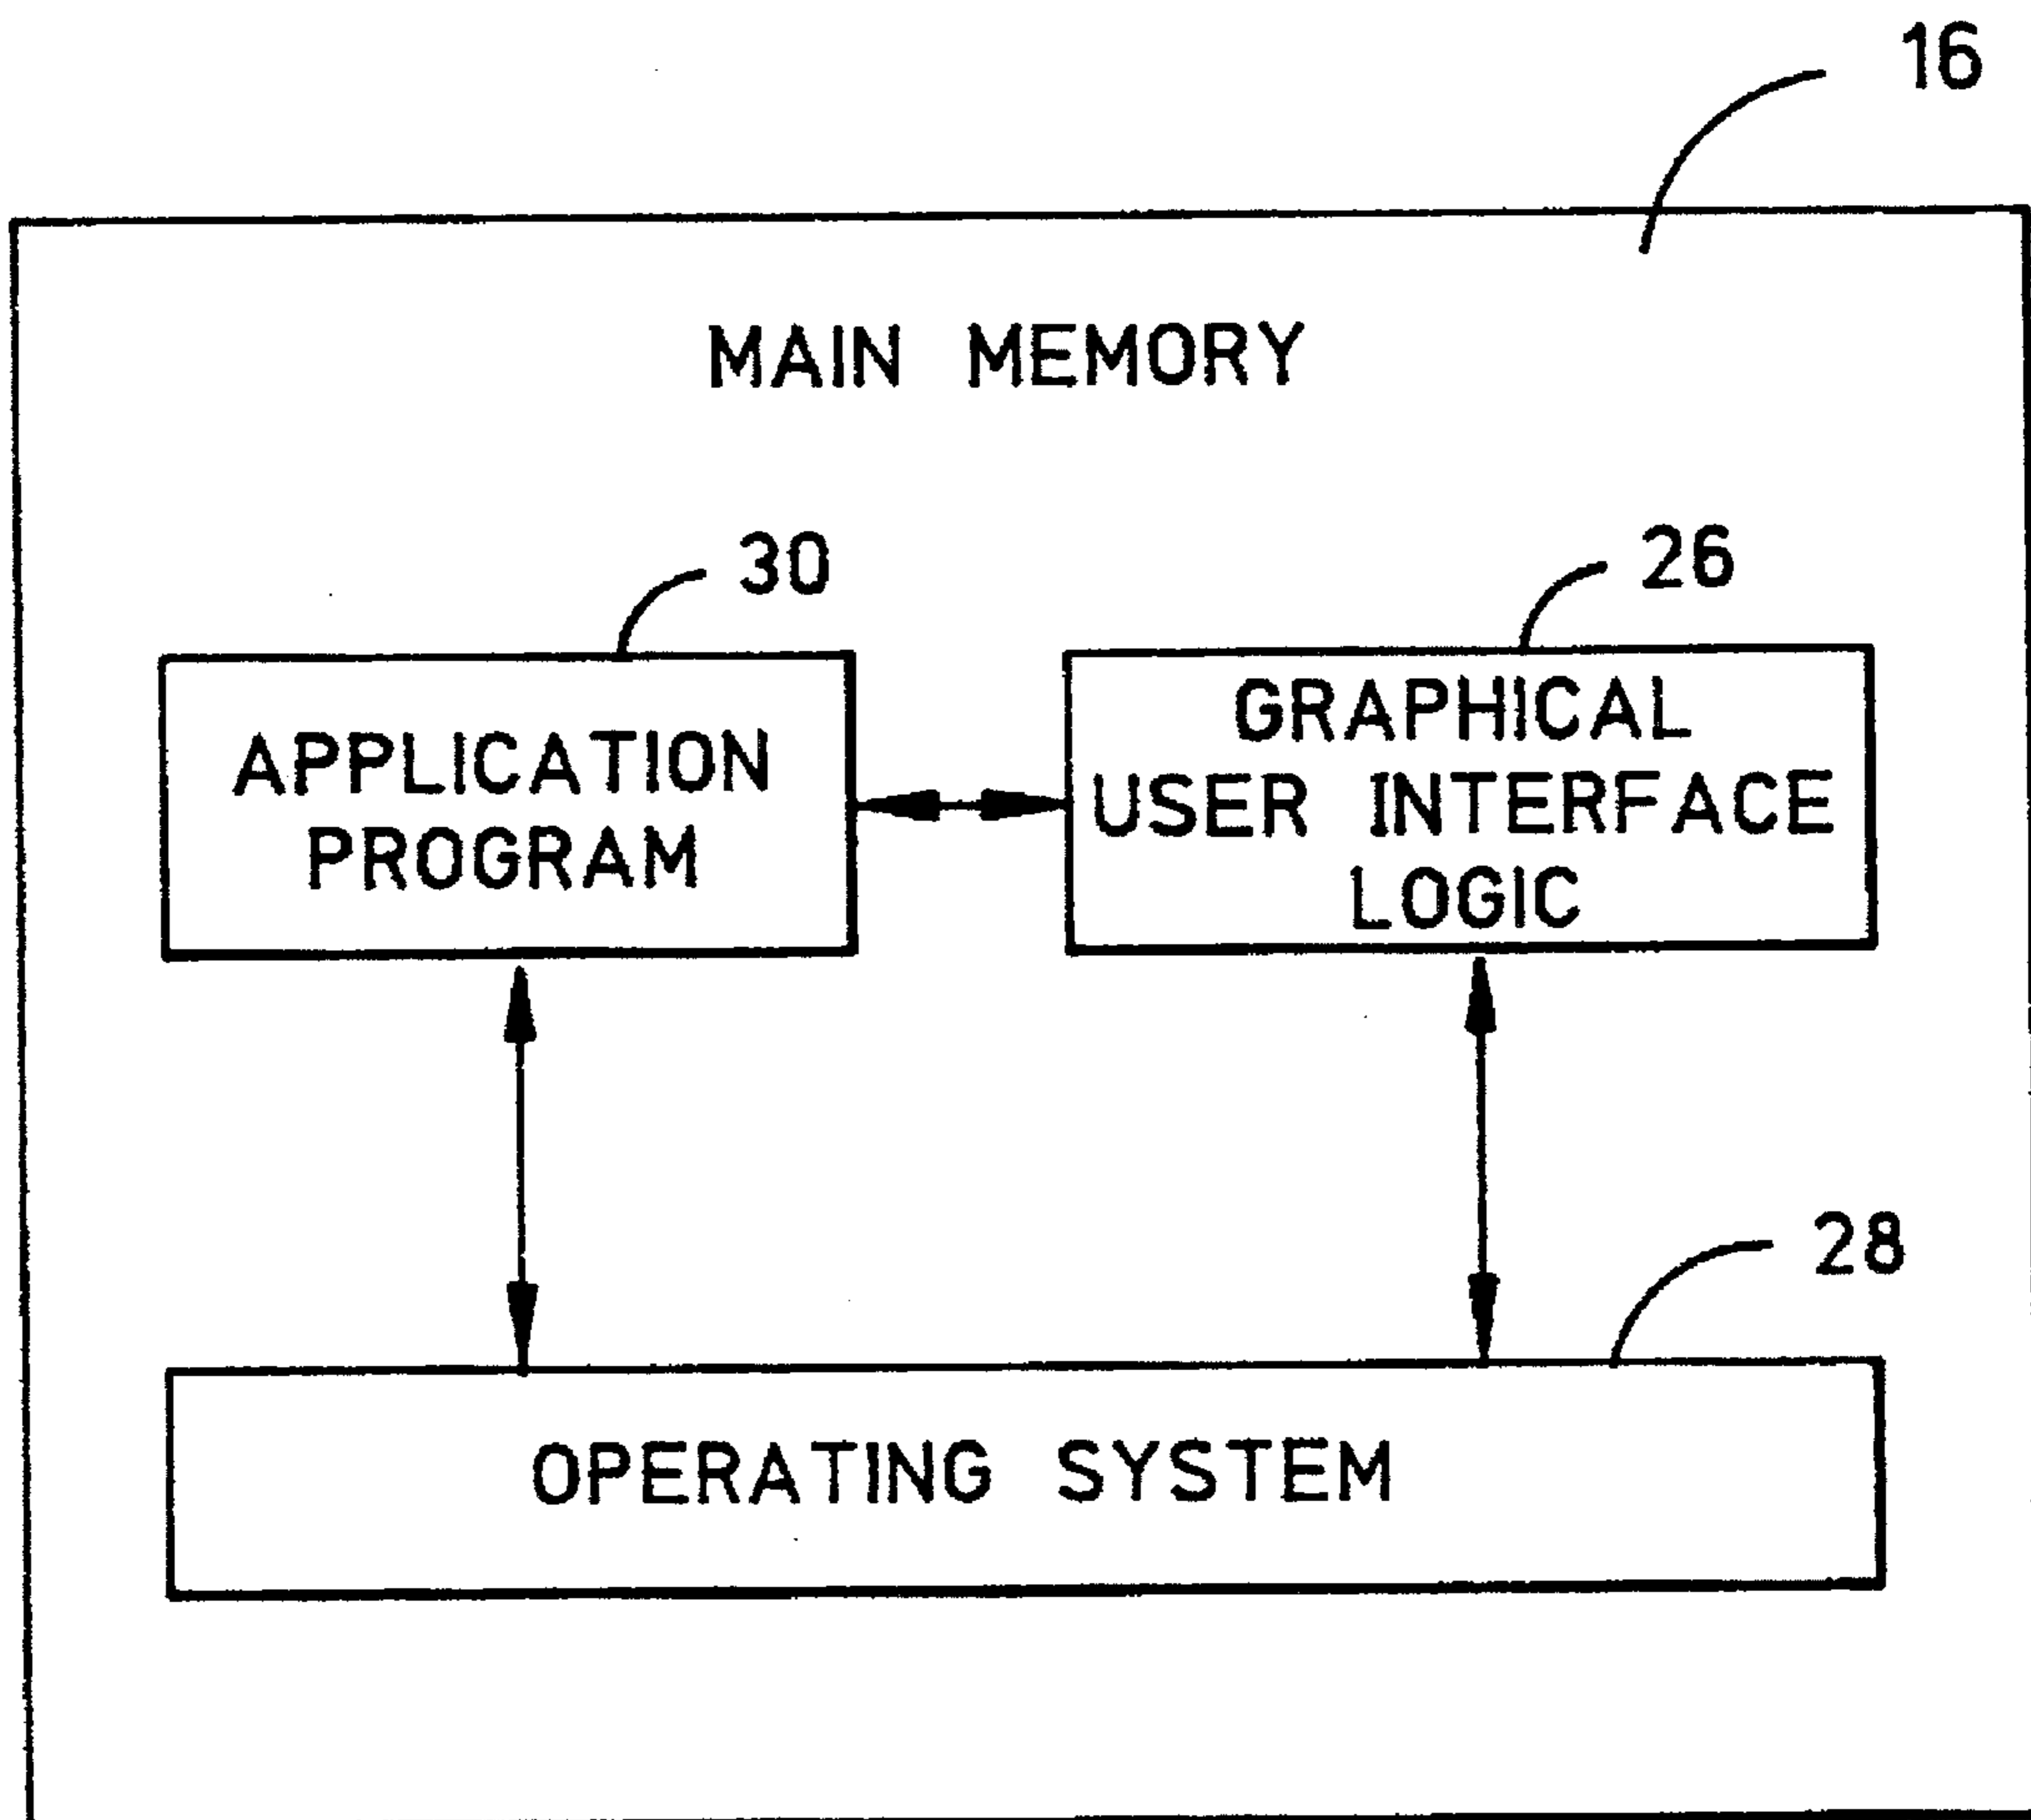 16
MAIN MEMORY
30
26
APPLICATION
PROGRAM
GRAPHICAL
USER INTERFACE
LOGIC
28
OPERATING SYSTEM